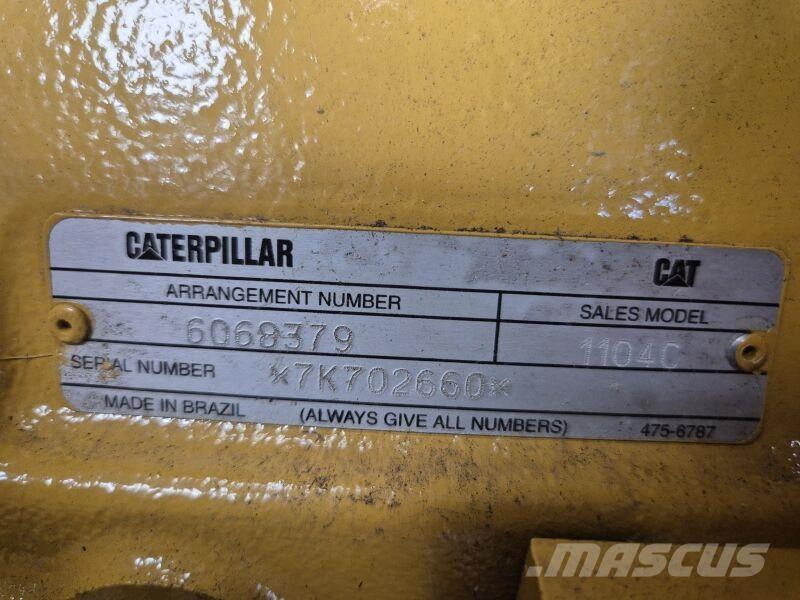 CATERPILLAR CAT
ARRANGEMENT NUMBER SALES MODEL
6068379 1104C
SERIAL NUMBER *7K702660*
MADE IN BRAZIL (ALWAYS GIVE ALL NUMBERS) 475-6787
MASCUS